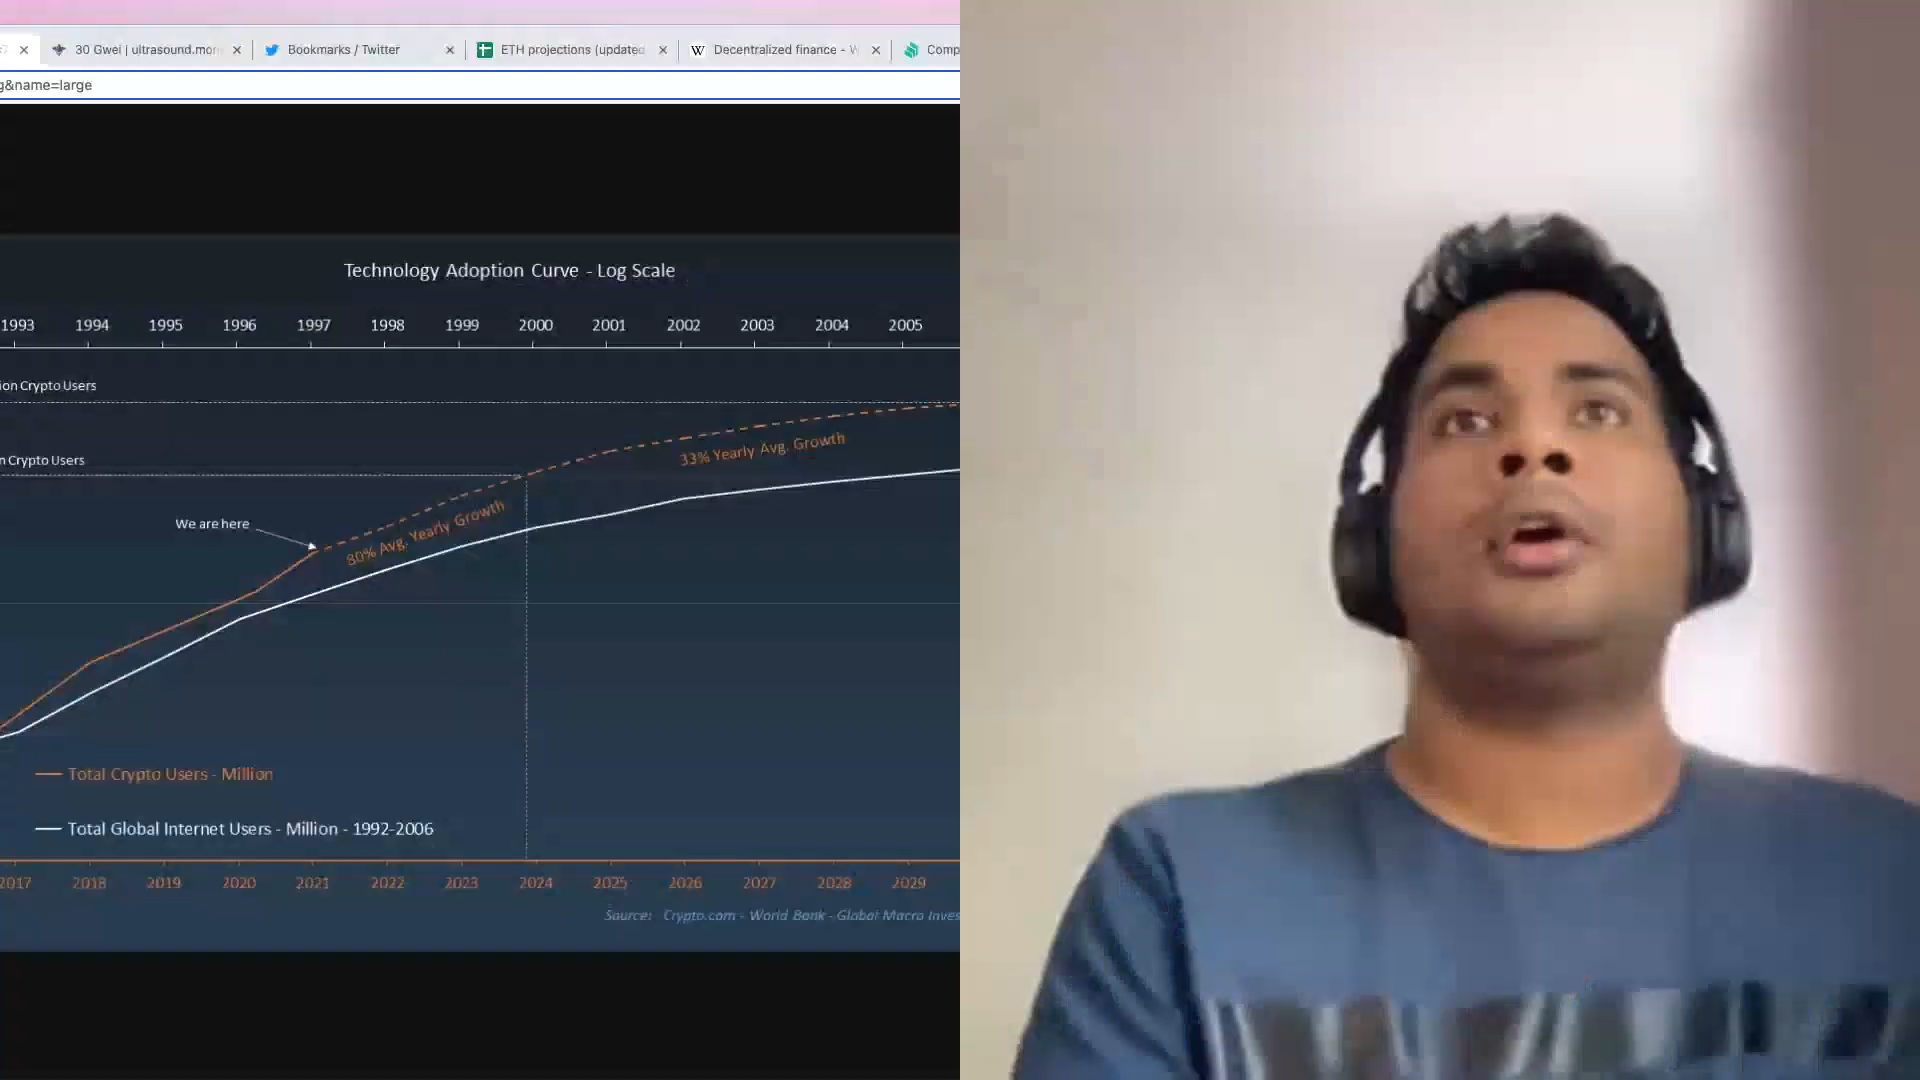 30 Gwei | ultrasound.mon
Bookmarks / Twitter
ETH projections (updated
Decentralized finance - W
Comp
g&name=large
Technology Adoption Curve - Log Scale
1993 1994 1995 1996 1997 1998 1999 2000 2001 2002 2003 2004 2005
ion Crypto Users
n Crypto Users
33% Yearly Avg. Growth
We are here
80% Avg. Yearly Growth
Total Crypto Users - Million
Total Global Internet Users - Million - 1992-2006
2017 2018 2019 2020 2021 2022 2023 2024 2025 2026 2027 2028 2029
Source: Crypto.com - World Bank - Global Macro Inves